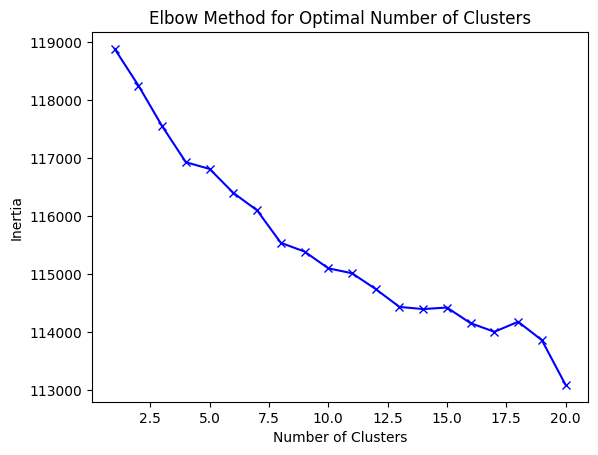 Elbow Method for Optimal Number of Clusters
119000
118000
117000
116000
115000
114000
113000
Inertia
2.5 5.0 7.5 10.0 12.5 15.0 17.5 20.0
Number of Clusters